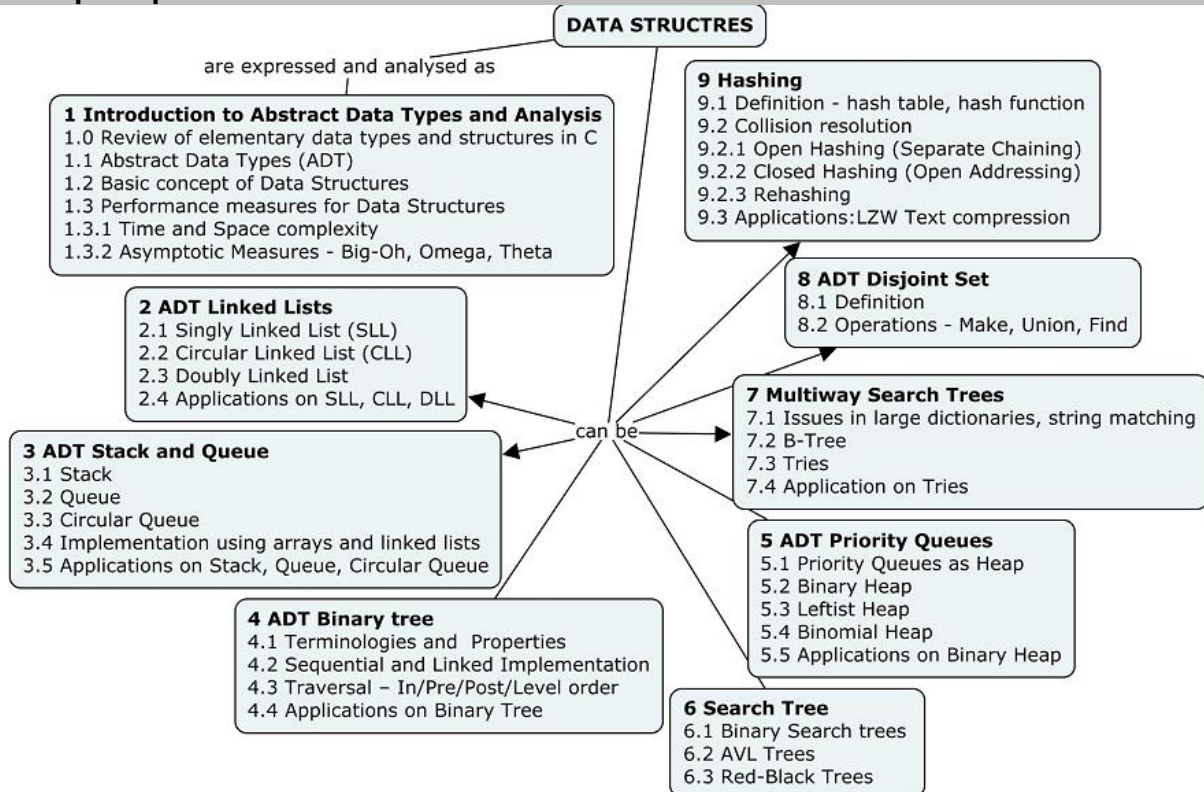 DATA STRUCTRES
are expressed and analysed as
1 Introduction to Abstract Data Types and Analysis
1.0 Review of elementary data types and structures in C
1.1 Abstract Data Types (ADT)
1.2 Basic concept of Data Structures
1.3 Performance measures for Data Structures
1.3.1 Time and Space complexity
1.3.2 Asymptotic Measures - Big-Oh, Omega, Theta
can be
2 ADT Linked Lists
2.1 Singly Linked List (SLL)
2.2 Circular Linked List (CLL)
2.3 Doubly Linked List
2.4 Applications on SLL, CLL, DLL
3 ADT Stack and Queue
3.1 Stack
3.2 Queue
3.3 Circular Queue
3.4 Implementation using arrays and linked lists
3.5 Applications on Stack, Queue, Circular Queue
4 ADT Binary tree
4.1 Terminologies and Properties
4.2 Sequential and Linked Implementation
4.3 Traversal – In/Pre/Post/Level order
4.4 Applications on Binary Tree
9 Hashing
9.1 Definition - hash table, hash function
9.2 Collision resolution
9.2.1 Open Hashing (Separate Chaining)
9.2.2 Closed Hashing (Open Addressing)
9.2.3 Rehashing
9.3 Applications:LZW Text compression
8 ADT Disjoint Set
8.1 Definition
8.2 Operations - Make, Union, Find
7 Multiway Search Trees
7.1 Issues in large dictionaries, string matching
7.2 B-Tree
7.3 Tries
7.4 Application on Tries
5 ADT Priority Queues
5.1 Priority Queues as Heap
5.2 Binary Heap
5.3 Leftist Heap
5.4 Binomial Heap
5.5 Applications on Binary Heap
6 Search Tree
6.1 Binary Search trees
6.2 AVL Trees
6.3 Red-Black Trees